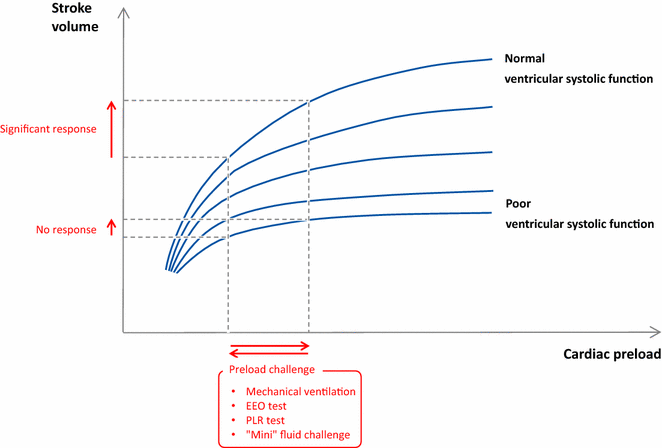 Stroke
volume
Normal
ventricular systolic function
Significant response
Poor
ventricular systolic function
No response
Cardiac preload
Preload challenge
• Mechanical ventilation
• EEO test
• PLR test
• "Mini" fluid challenge